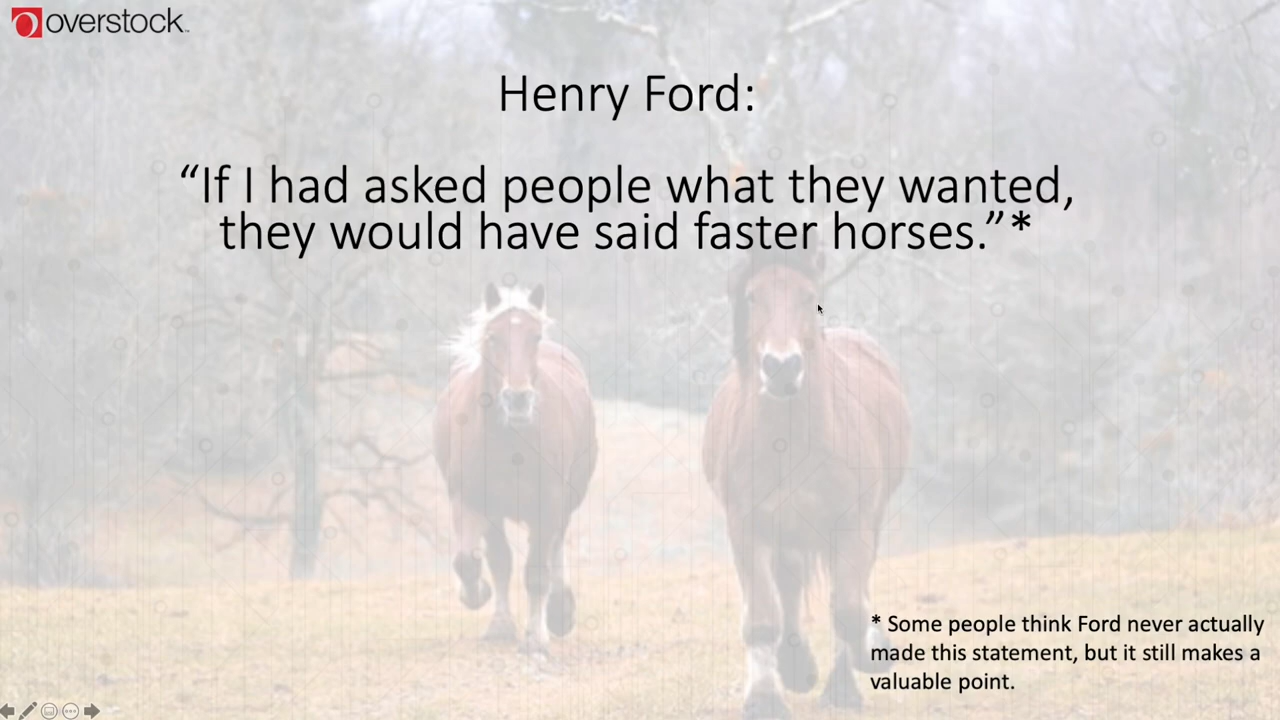 overstock™
Henry Ford:
“If I had asked people what they wanted,
they would have said faster horses.”*
* Some people think Ford never actually
made this statement, but it still makes a
valuable point.